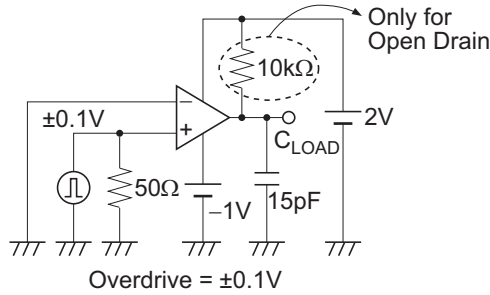 Only for
Open Drain
10kΩ
±0.1V
−
+
C_LOAD
2V
50Ω
−1V
15pF
Overdrive = ±0.1V